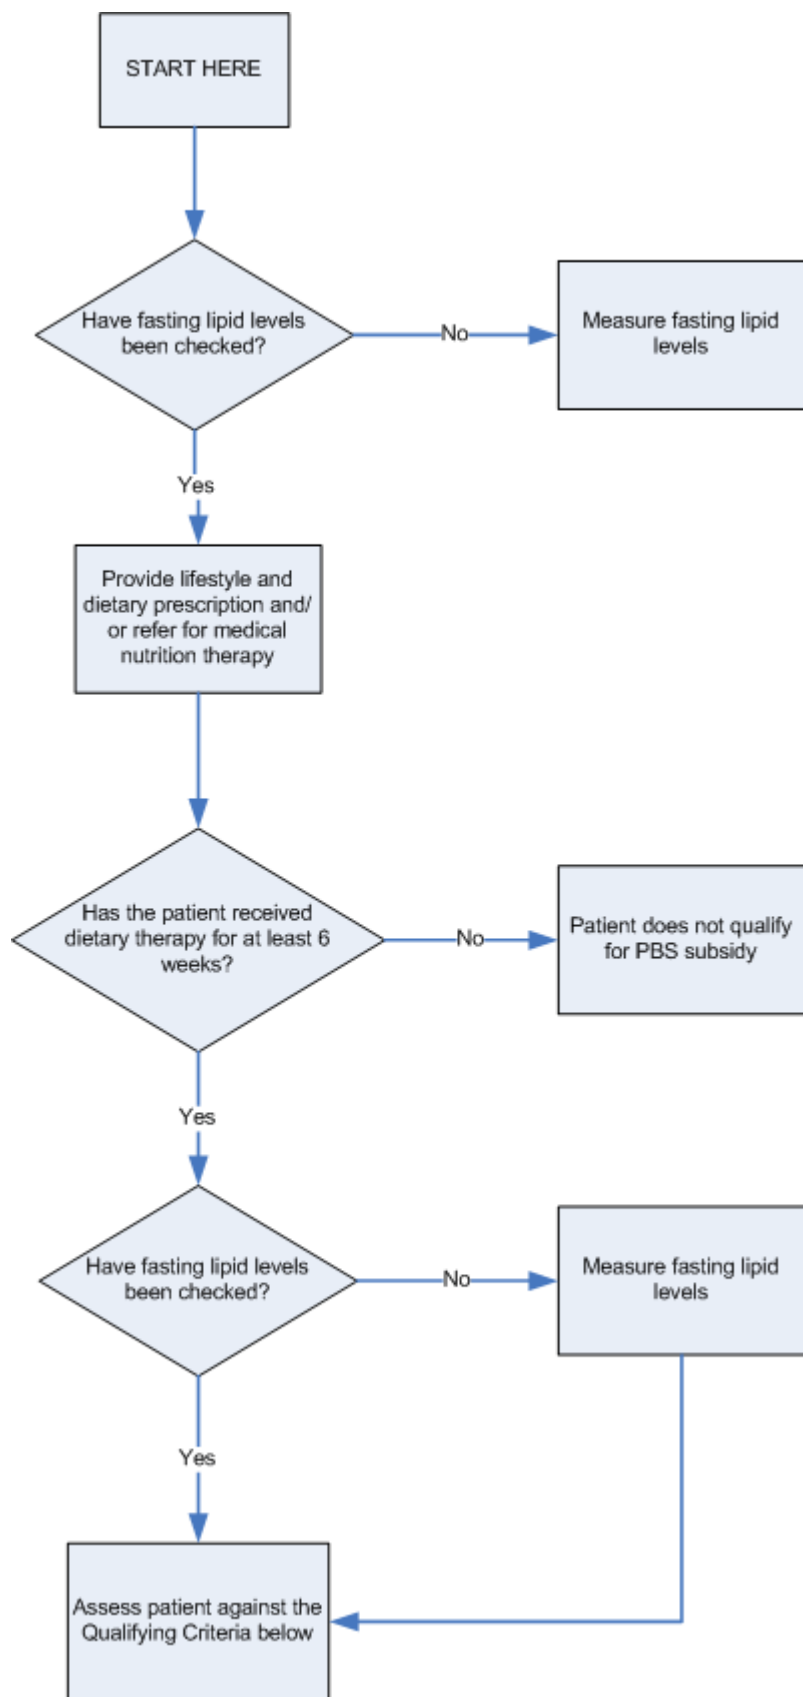 START HERE
Have fasting lipid levels
been checked?
No
Measure fasting lipid
levels
Yes
Provide lifestyle and
dietary prescription and/
or refer for medical
nutrition therapy
Has the patient received
dietary therapy for at least 6
weeks?
No
Patient does not qualify
for PBS subsidy
Yes
Have fasting lipid levels
been checked?
No
Measure fasting lipid
levels
Yes
Assess patient against the
Qualifying Criteria below